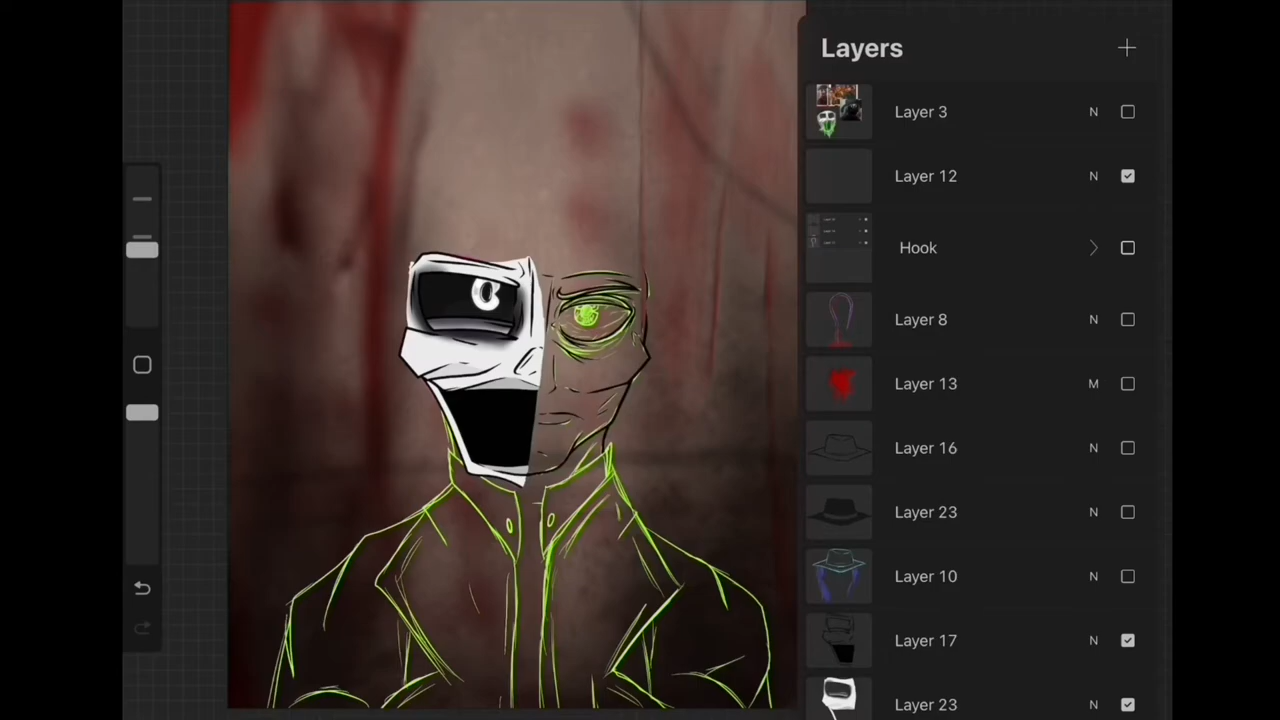 Layers
Layer 3 N
Layer 12 N
Hook
Layer 8 N
Layer 13 M
Layer 16 N
Layer 23 N
Layer 10 N
Layer 17 N
Layer 23 N